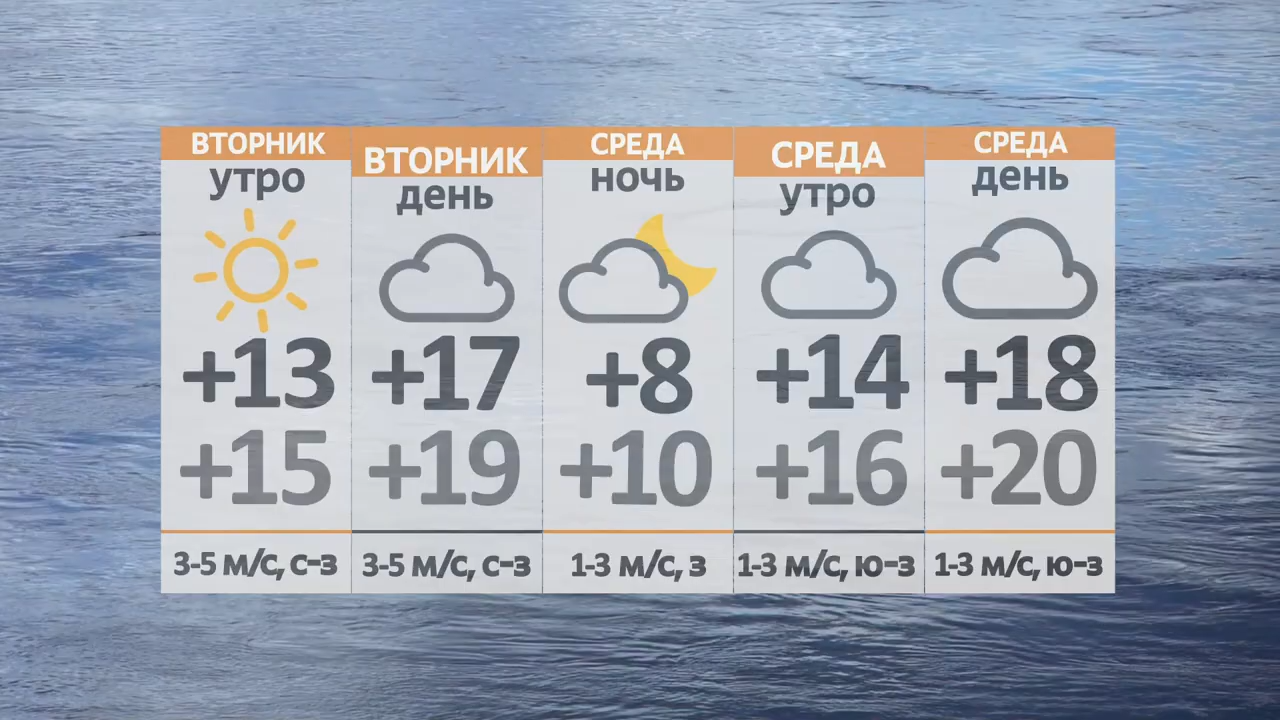 ВТОРНИК
утро
+13
+15
3-5 м/с, с-з
ВТОРНИК
день
+17
+19
3-5 м/с, с-з
СРЕДА
ночь
+8
+10
1-3 м/с, з
СРЕДА
утро
+14
+16
1-3 м/с, ю-з
СРЕДА
день
+18
+20
1-3 м/с, ю-з